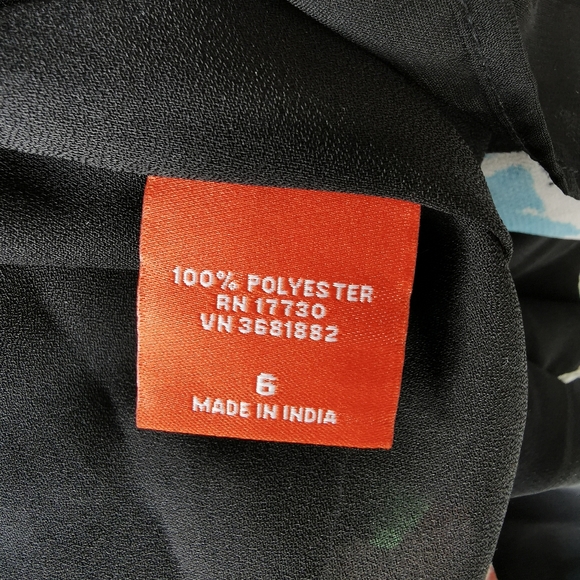 100% POLYESTER
RN 17730
VN 3681882
6
MADE IN INDIA